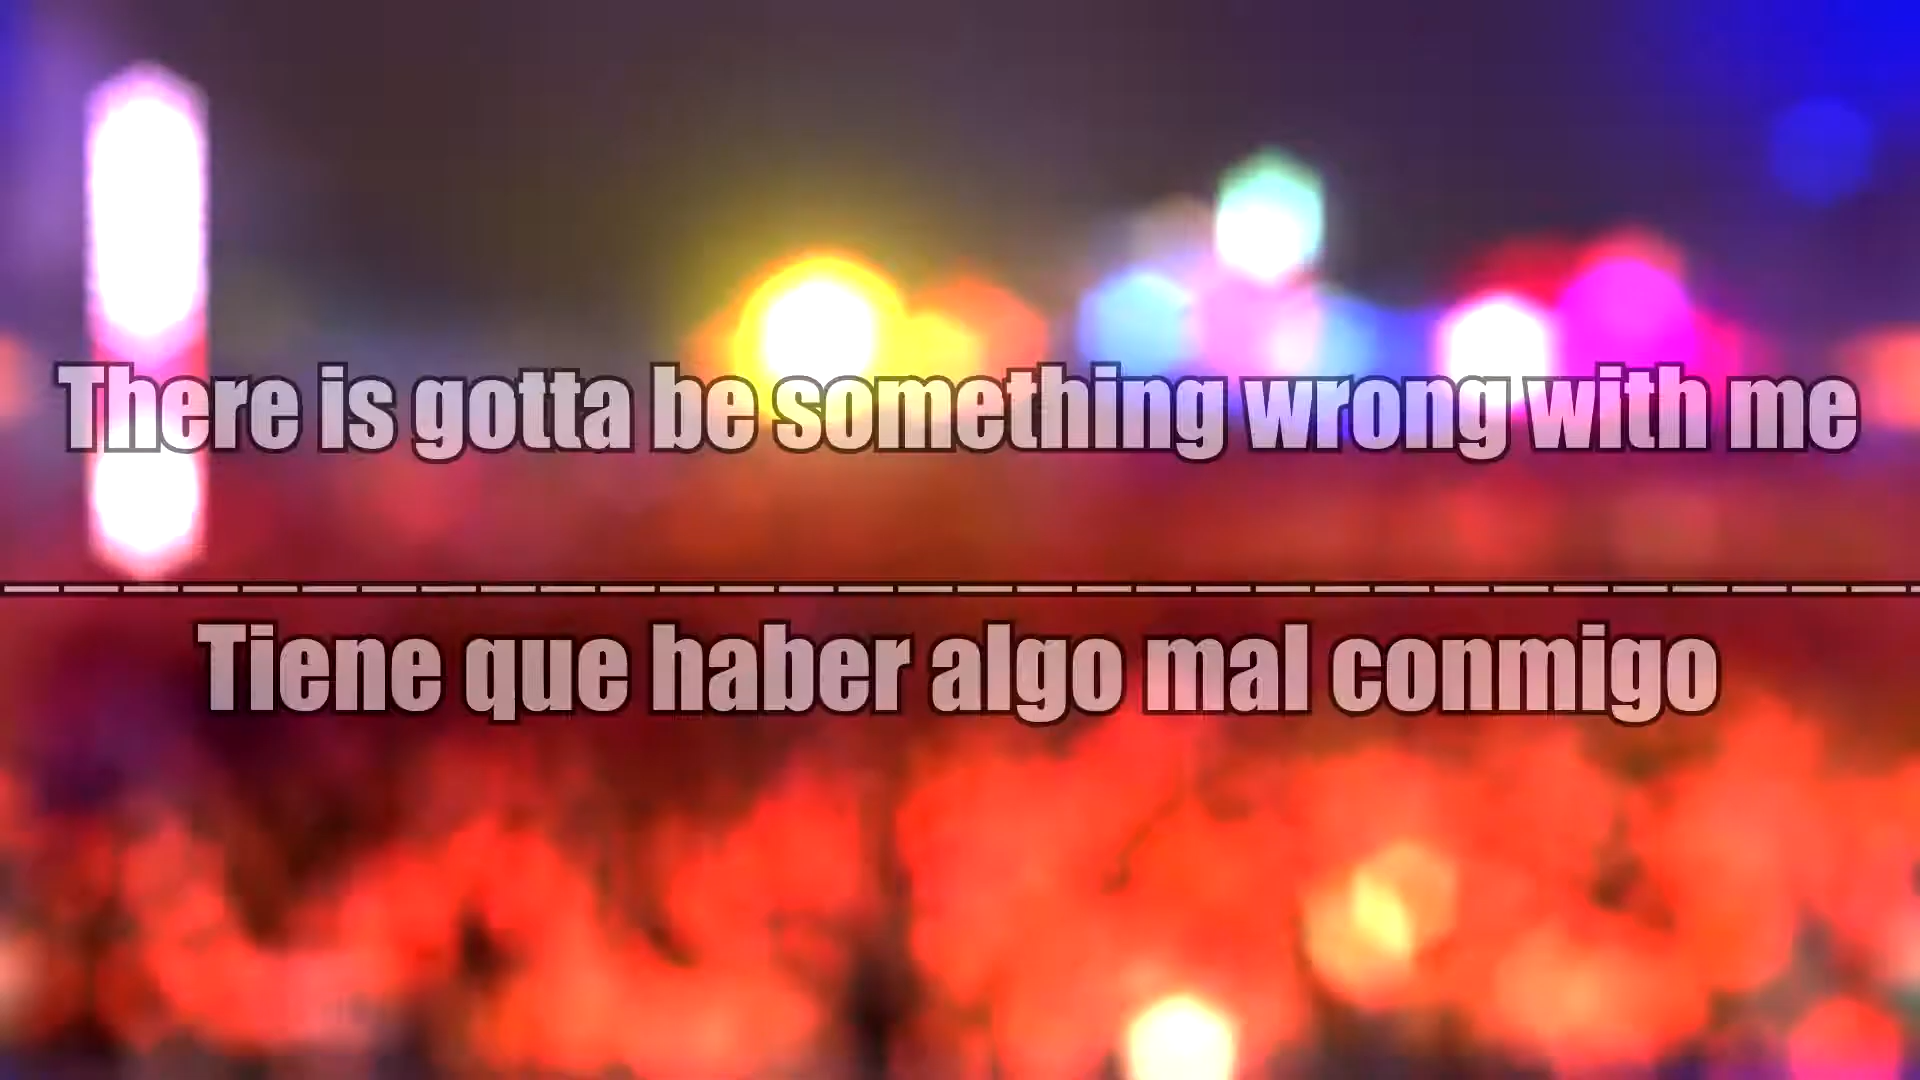 There is gotta be something wrong with me
Tiene que haber algo mal conmigo